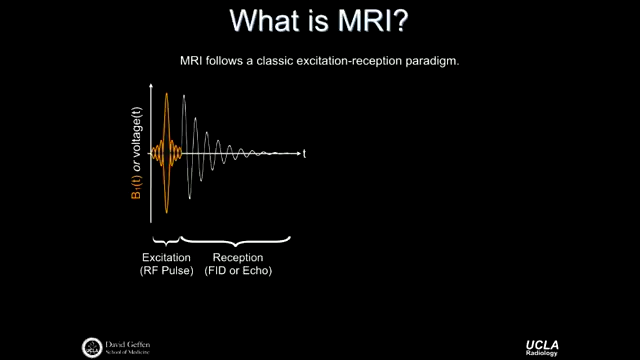 What is MRI?
MRI follows a classic excitation-reception paradigm.
B₁(t) or voltage(t)
t
Excitation
(RF Pulse)
Reception
(FID or Echo)
UCLA
David Geffen
School of Medicine
UCLA
Radiology